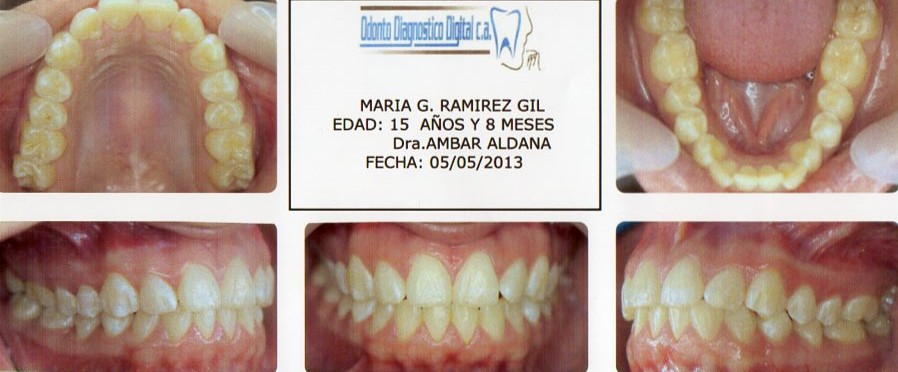 Odonto Diagnostico Digital c.a.
MARIA G. RAMIREZ GIL
EDAD: 15 AÑOS Y 8 MESES
Dra.AMBAR ALDANA
FECHA: 05/05/2013